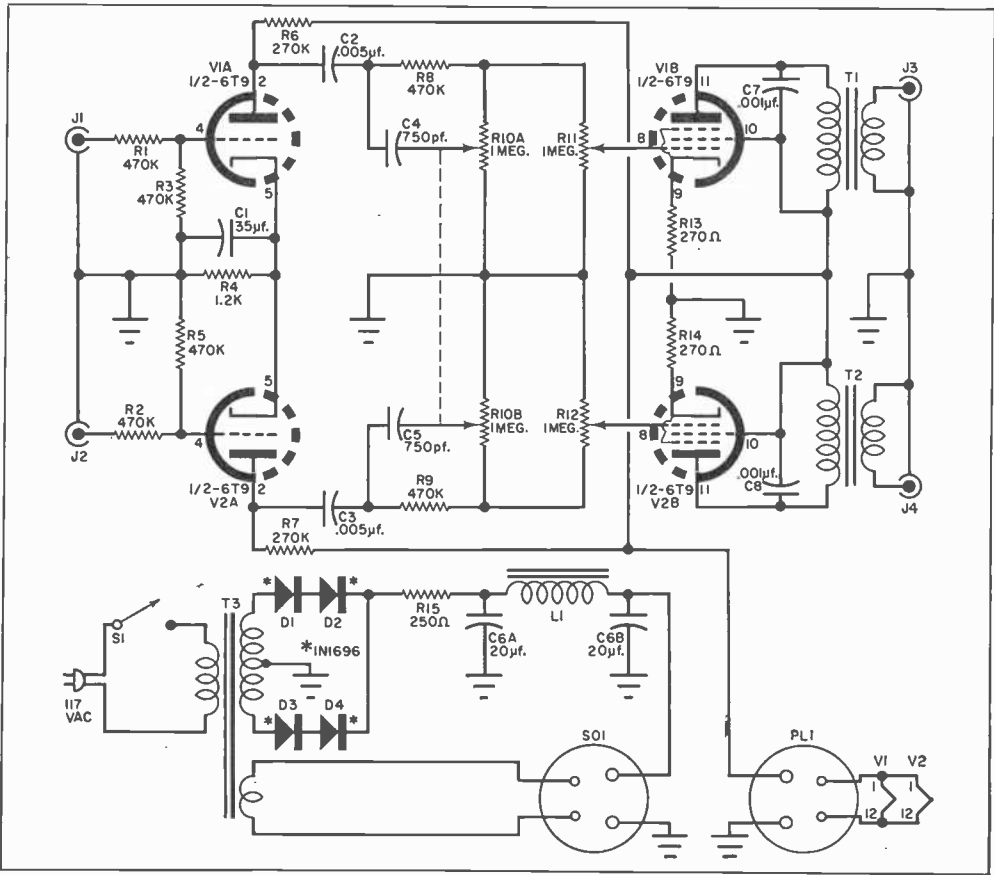 R6
270K
C2
.005µf.
V1A
1/2-6T9
2
R8
470K
V1B
1/2-6T9
11
C7
.001µf.
T1
J3
J1
4
R1
470K
C4
750pf.
R10A
1MEG.
R11
1MEG.
8
10
R3
470K
5
9
C1
35µf.
R13
270Ω
R4
1.2K
R5
470K
R14
270Ω
5
9
T2
R2
470K
J2
4
C5
750pf.
R10B
1MEG.
R12
1MEG.
8
10
.001µf.
C8
1/2-6T9
2
V2A
R9
470K
C3
.005µf.
1/2-6T9
11
V2B
J4
R7
270K
T3
* *
D1 D2
R15
250Ω
L1
S1
C6A
20µf.
C6B
20µf.
*IN1696
117
VAC
D3 D4
* *
SO1
PL1
V1 V2
1 1
12 12